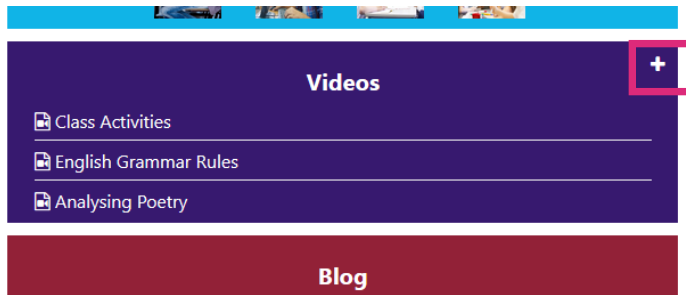 Videos
Class Activities
English Grammar Rules
Analysing Poetry
Blog